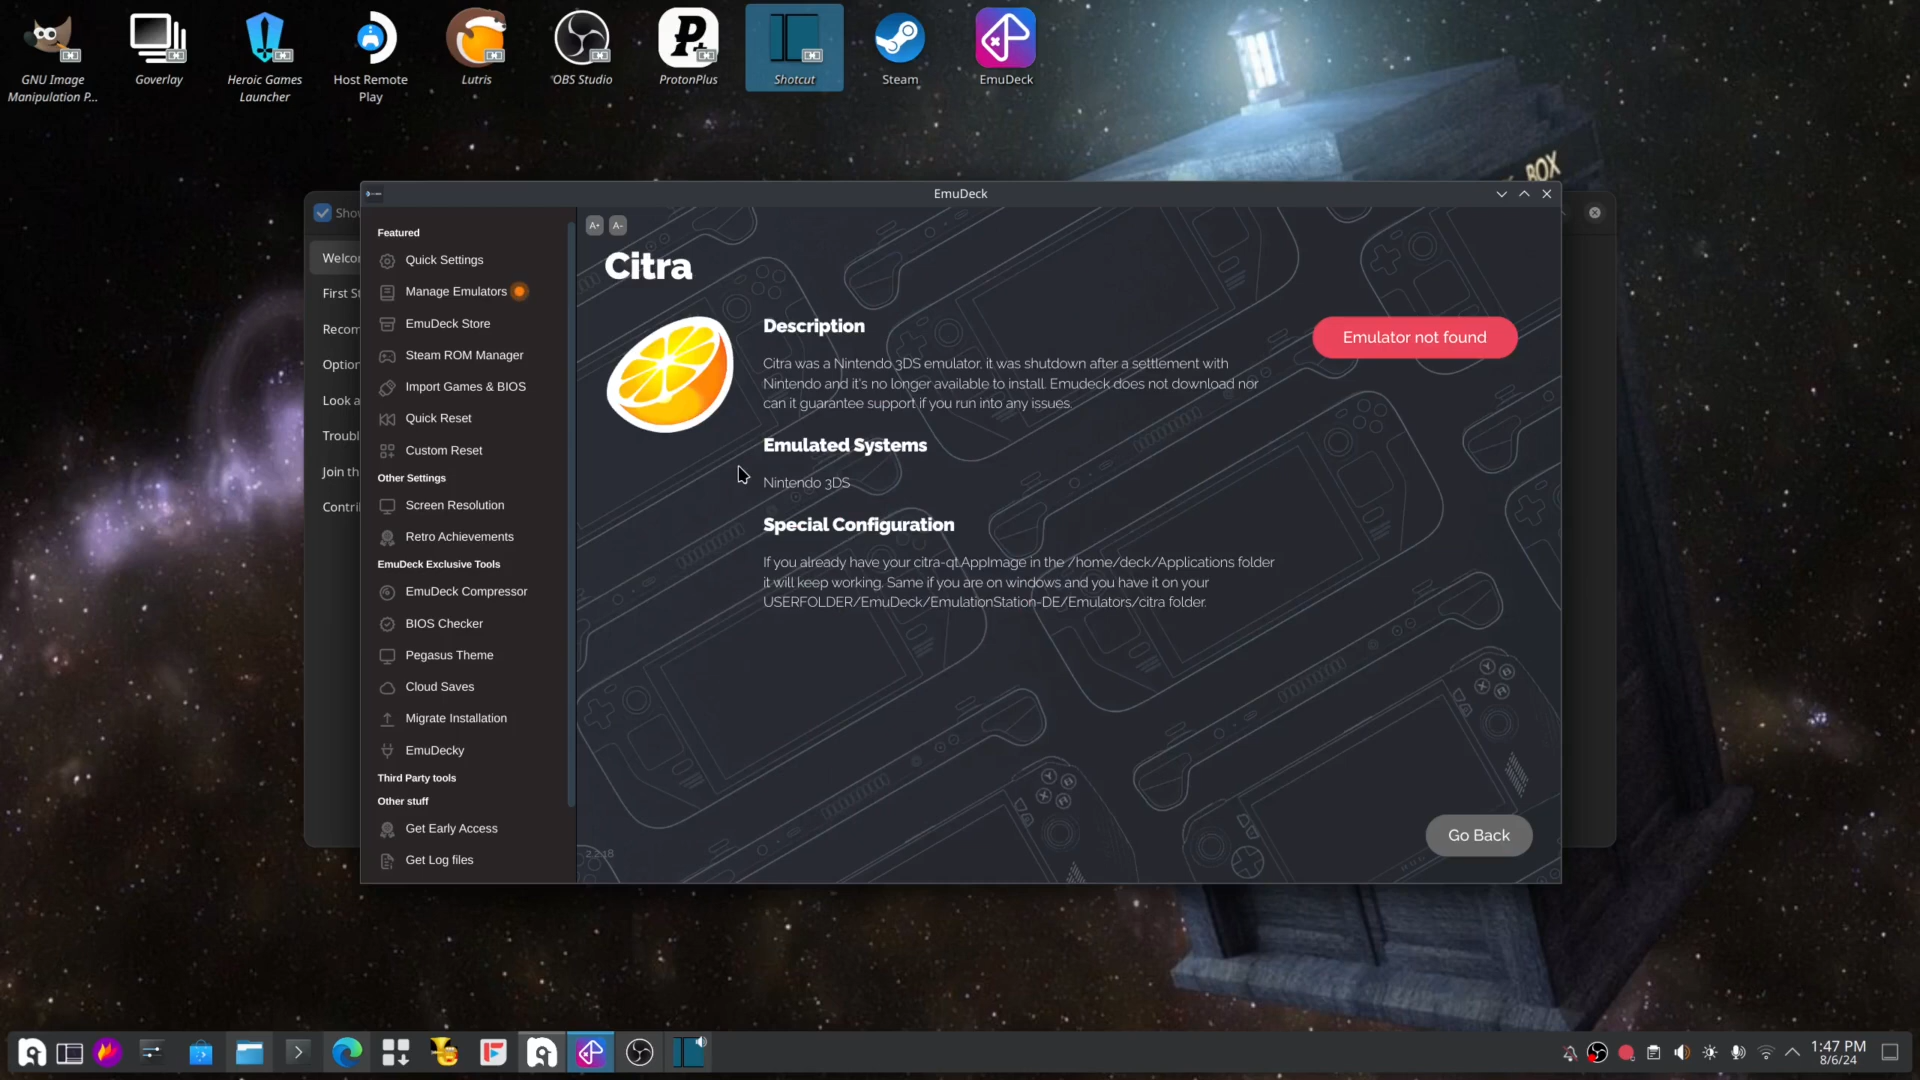 GNU Image
Manipulation P...
Goverlay
Heroic Games
Launcher
Host Remote
Play
Lutris
OBS Studio
ProtonPlus
Shotcut
Steam
EmuDeck
BOX
EmuDeck
Show
Welcor
First St
Recom
Option
Look a
Troubl
Join th
Contri
Featured
Quick Settings
Manage Emulators
EmuDeck Store
Steam ROM Manager
Import Games & BIOS
Quick Reset
Custom Reset
Other Settings
Screen Resolution
Retro Achievements
EmuDeck Exclusive Tools
EmuDeck Compressor
BIOS Checker
Pegasus Theme
Cloud Saves
Migrate Installation
EmuDecky
Third Party tools
Other stuff
Get Early Access
Get Log files
A+ A-
Citra
Description
Citra was a Nintendo 3DS emulator, it was shutdown after a settlement with
Nintendo and it's no longer available to install. Emudeck does not download nor
can it guarantee support if you run into any issues.
Emulated Systems
Nintendo 3DS
Special Configuration
If you already have your citra-qt.AppImage in the /home/deck/Applications folder
it will keep working. Same if you are on windows and you have it on your
USERFOLDER/EmuDeck/EmulationStation-DE/Emulators/citra folder.
Emulator not found
Go Back
2.2.18
1:47 PM
8/6/24